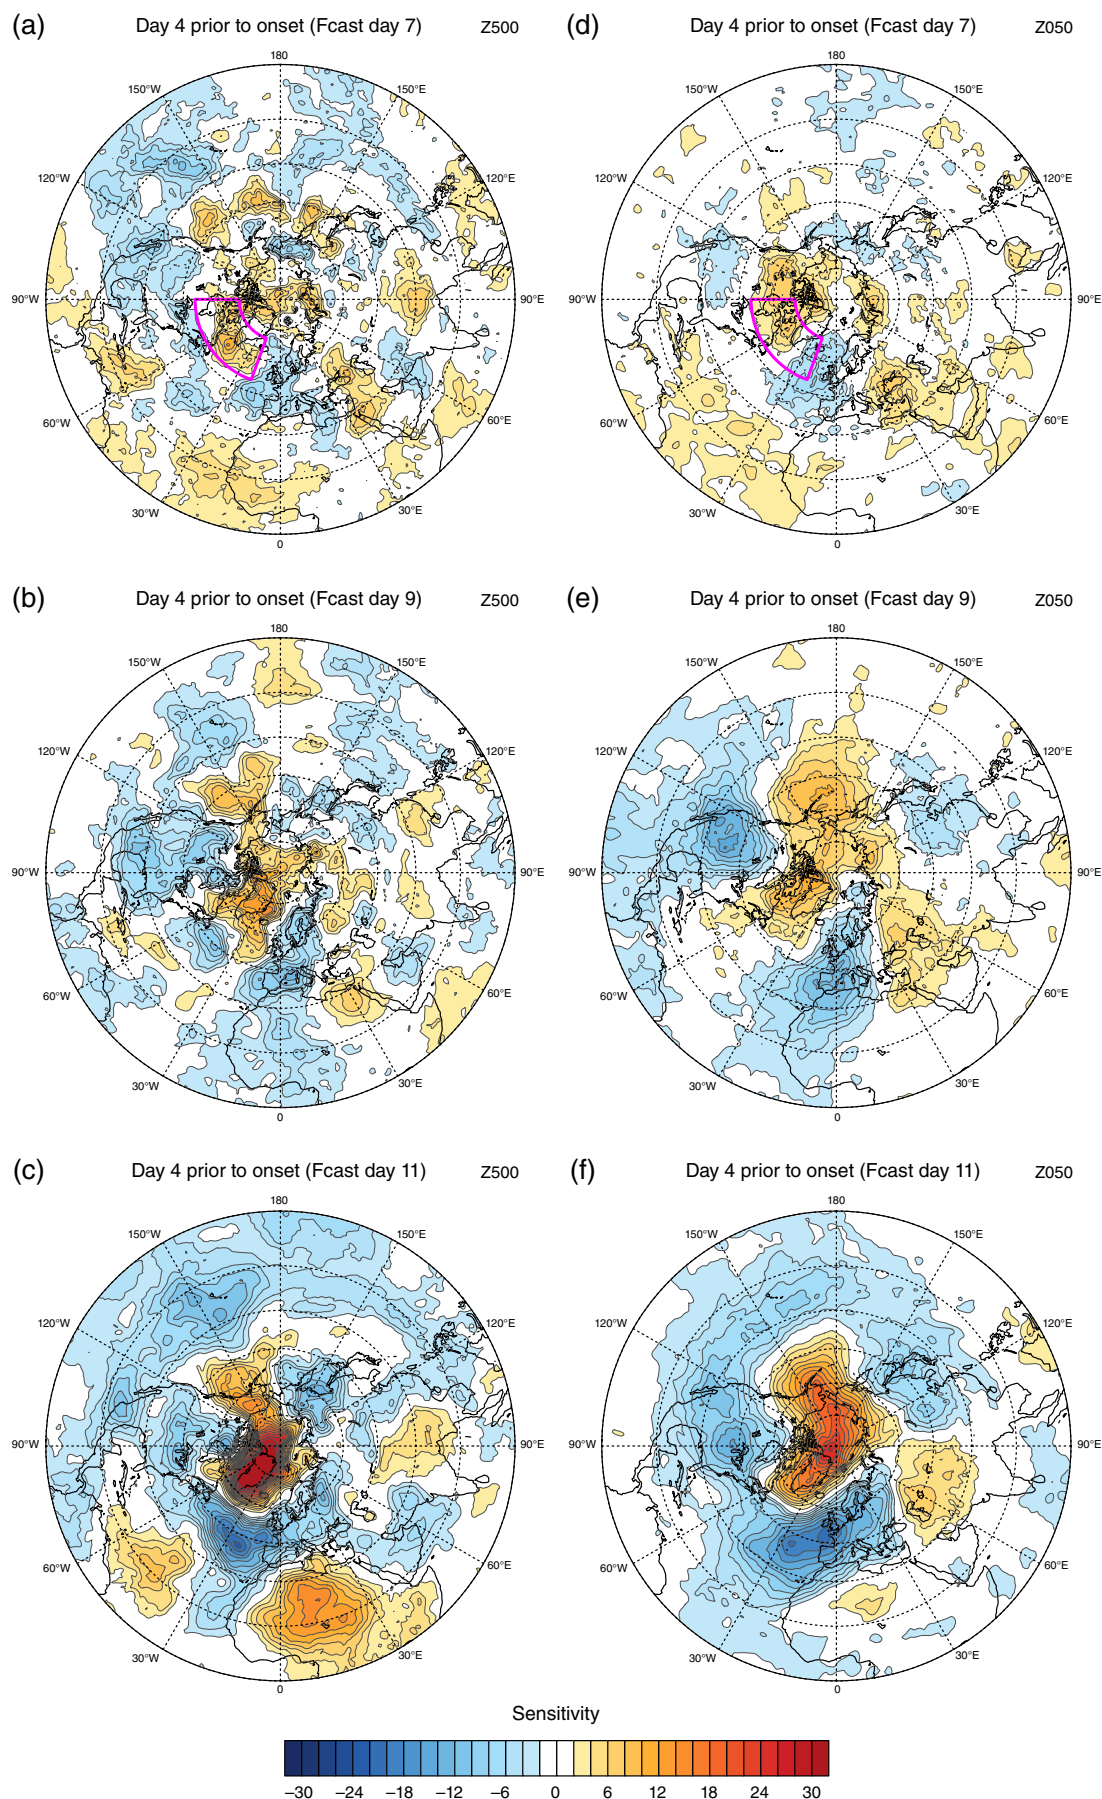 (a) Day 4 prior to onset (Fcast day 7) Z500
180
150°W 150°E
120°W 120°E
90°W 90°E
60°W 60°E
30°W 30°E
0
(d) Day 4 prior to onset (Fcast day 7) Z050
180
150°W 150°E
120°W 120°E
90°W 90°E
60°W 60°E
30°W 30°E
0
(b) Day 4 prior to onset (Fcast day 9) Z500
180
150°W 150°E
120°W 120°E
90°W 90°E
60°W 60°E
30°W 30°E
0
(e) Day 4 prior to onset (Fcast day 9) Z050
180
150°W 150°E
120°W 120°E
90°W 90°E
60°W 60°E
30°W 30°E
0
(c) Day 4 prior to onset (Fcast day 11) Z500
180
150°W 150°E
120°W 120°E
90°W 90°E
60°W 60°E
30°W 30°E
0
(f) Day 4 prior to onset (Fcast day 11) Z050
180
150°W 150°E
120°W 120°E
90°W 90°E
60°W 60°E
30°W 30°E
0
Sensitivity
−30 −24 −18 −12 −6 0 6 12 18 24 30